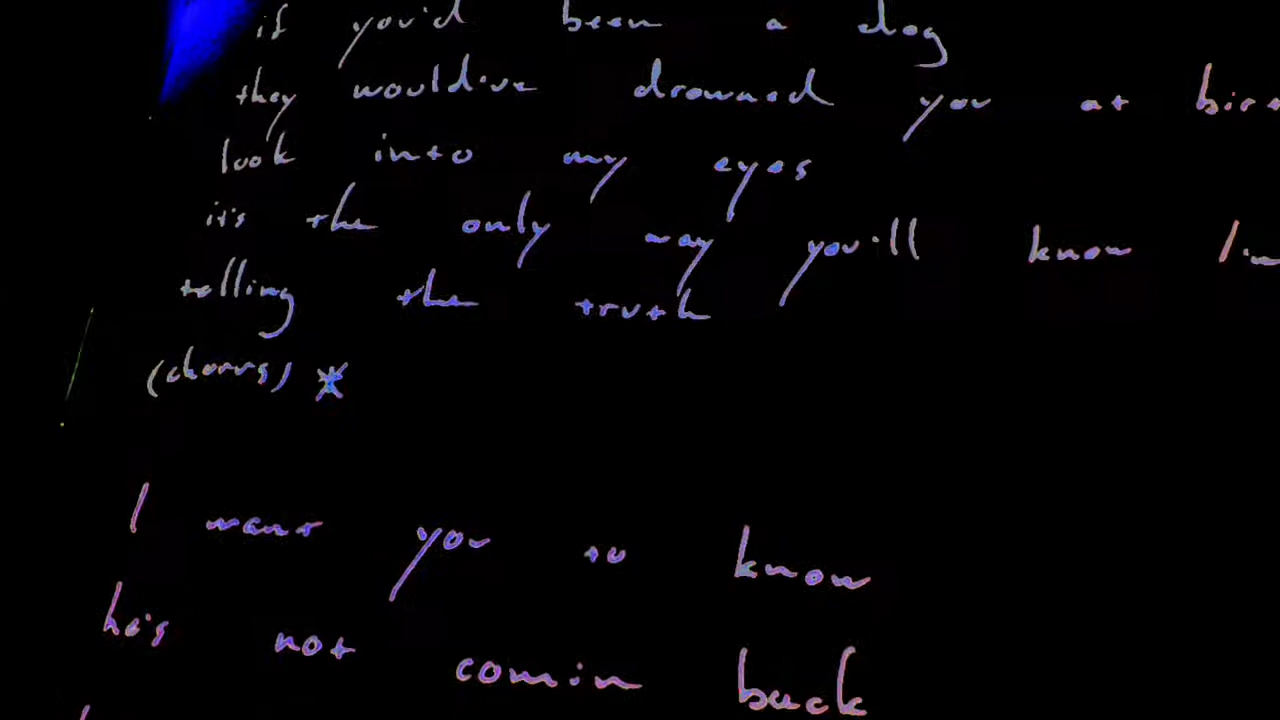 if you'd been a dog
they would've drowned you at
look into my eyes
it's the only way you'll know I'm
telling the truth
(chorus) *
I want you to know
he's not comin back